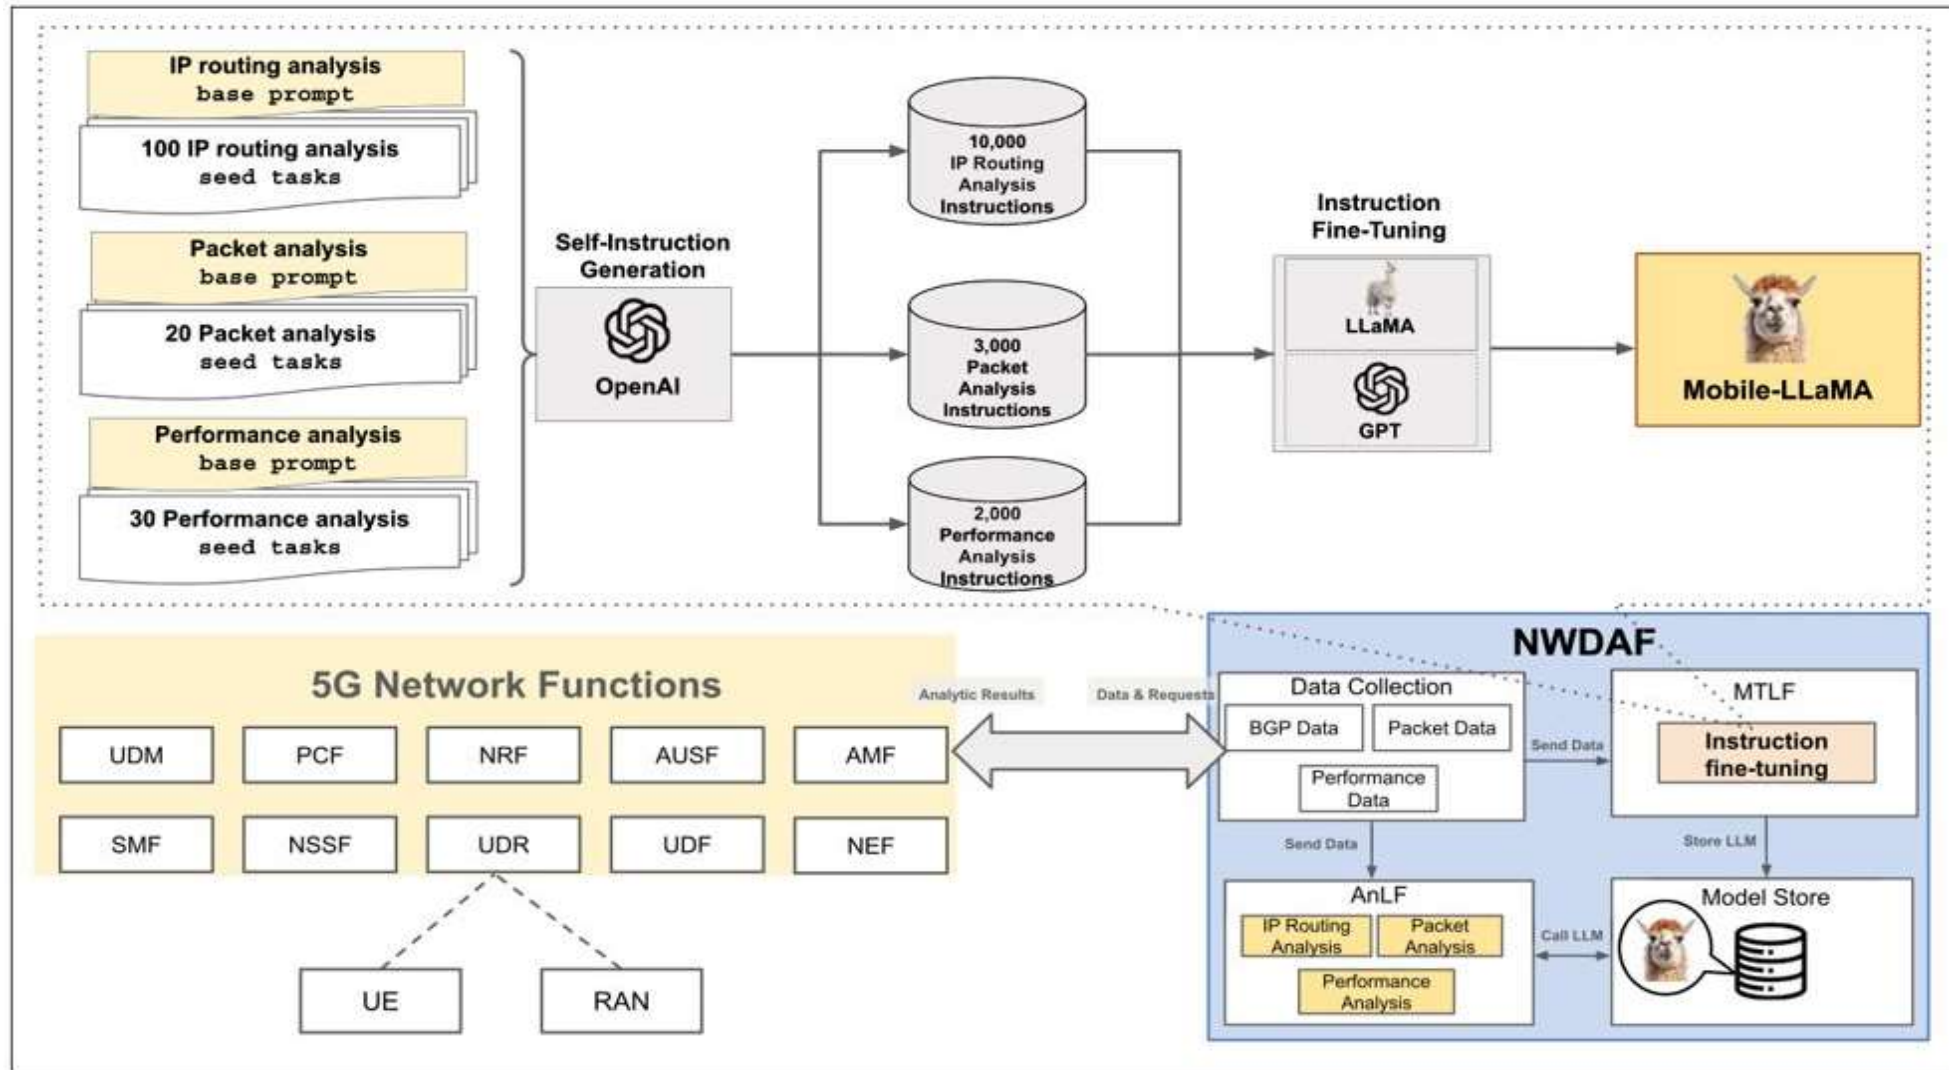 IP routing analysis
base prompt
100 IP routing analysis
seed tasks
Packet analysis
base prompt
20 Packet analysis
seed tasks
Performance analysis
base prompt
30 Performance analysis
seed tasks
Self-Instruction
Generation
OpenAI
10,000
IP Routing
Analysis
Instructions
3,000
Packet
Analysis
Instructions
2,000
Performance
Analysis
Instructions
Instruction
Fine-Tuning
LLaMA
GPT
Mobile-LLaMA
5G Network Functions
UDM
PCF
NRF
AUSF
AMF
SMF
NSSF
UDR
UDF
NEF
UE
RAN
Analytic Results
Data & Requests
NWDAF
Data Collection
BGP Data
Packet Data
Performance
Data
Send Data
MTLF
Instruction
fine-tuning
Send Data
Store LLM
AnLF
IP Routing
Analysis
Packet
Analysis
Performance
Analysis
Call LLM
Model Store